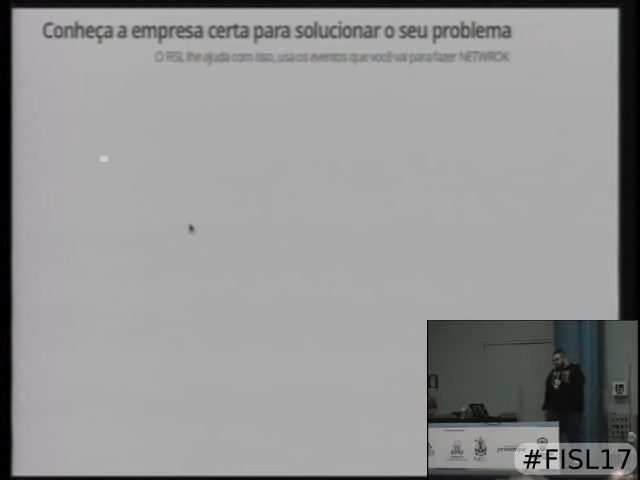 Conheça a empresa certa para solucionar o seu problema
O FISL lhe ajuda com isso, usa os eventos que você vai para fazer NETWROK
#FISL17